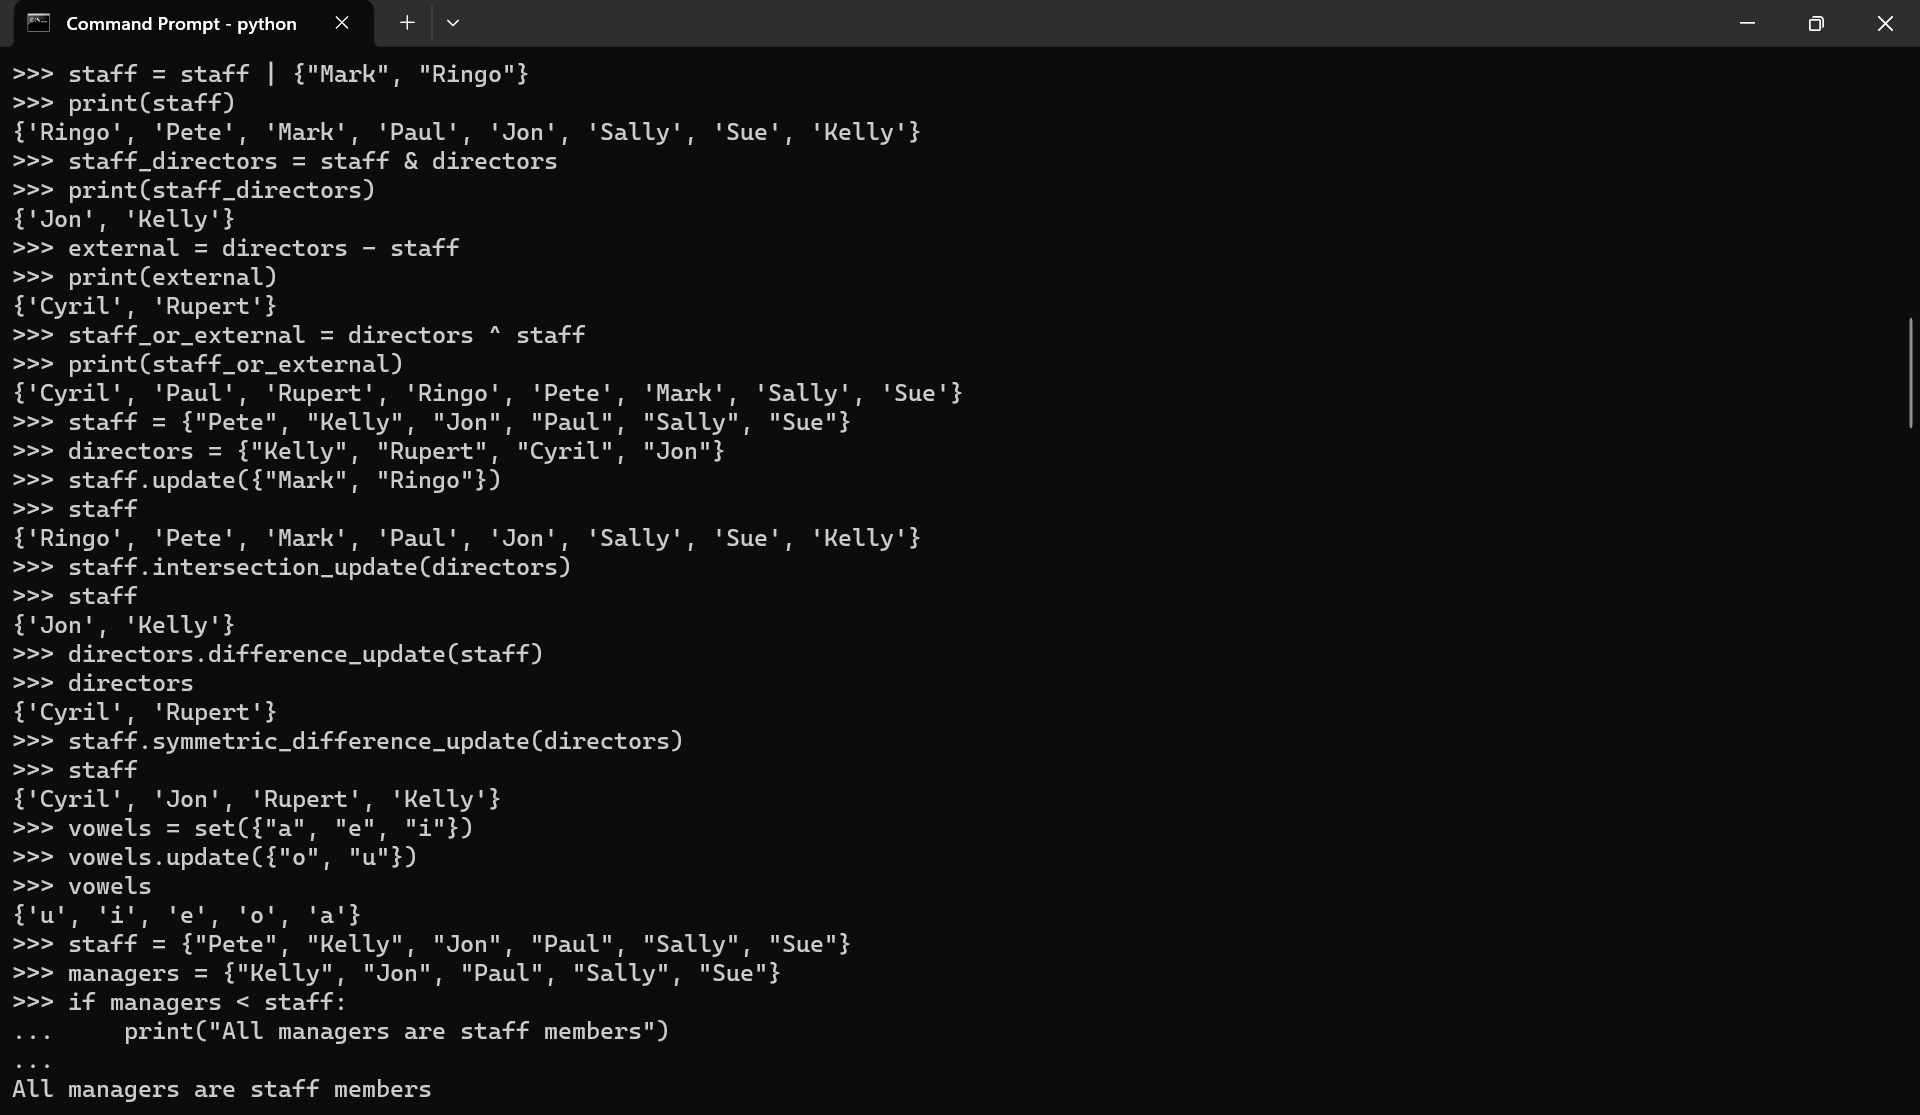 Command Prompt - python
>>> staff = staff | {"Mark", "Ringo"}
>>> print(staff)
{'Ringo', 'Pete', 'Mark', 'Paul', 'Jon', 'Sally', 'Sue', 'Kelly'}
>>> staff_directors = staff & directors
>>> print(staff_directors)
{'Jon', 'Kelly'}
>>> external = directors - staff
>>> print(external)
{'Cyril', 'Rupert'}
>>> staff_or_external = directors ^ staff
>>> print(staff_or_external)
{'Cyril', 'Paul', 'Rupert', 'Ringo', 'Pete', 'Mark', 'Sally', 'Sue'}
>>> staff = {"Pete", "Kelly", "Jon", "Paul", "Sally", "Sue"}
>>> directors = {"Kelly", "Rupert", "Cyril", "Jon"}
>>> staff.update({"Mark", "Ringo"})
>>> staff
{'Ringo', 'Pete', 'Mark', 'Paul', 'Jon', 'Sally', 'Sue', 'Kelly'}
>>> staff.intersection_update(directors)
>>> staff
{'Jon', 'Kelly'}
>>> directors.difference_update(staff)
>>> directors
{'Cyril', 'Rupert'}
>>> staff.symmetric_difference_update(directors)
>>> staff
{'Cyril', 'Jon', 'Rupert', 'Kelly'}
>>> vowels = set({"a", "e", "i"})
>>> vowels.update({"o", "u"})
>>> vowels
{'u', 'i', 'e', 'o', 'a'}
>>> staff = {"Pete", "Kelly", "Jon", "Paul", "Sally", "Sue"}
>>> managers = {"Kelly", "Jon", "Paul", "Sally", "Sue"}
>>> if managers < staff:
...     print("All managers are staff members")
...
All managers are staff members